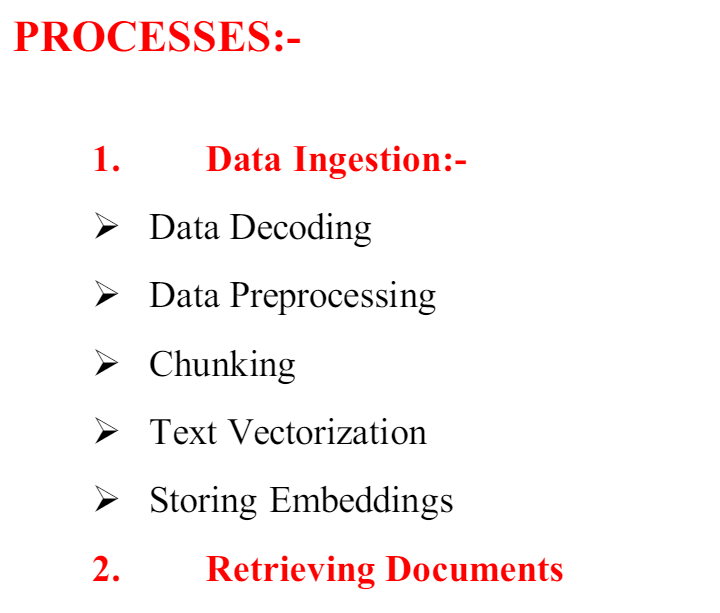 PROCESSES:-
1. Data Ingestion:-
➢ Data Decoding
➢ Data Preprocessing
➢ Chunking
➢ Text Vectorization
➢ Storing Embeddings
2. Retrieving Documents